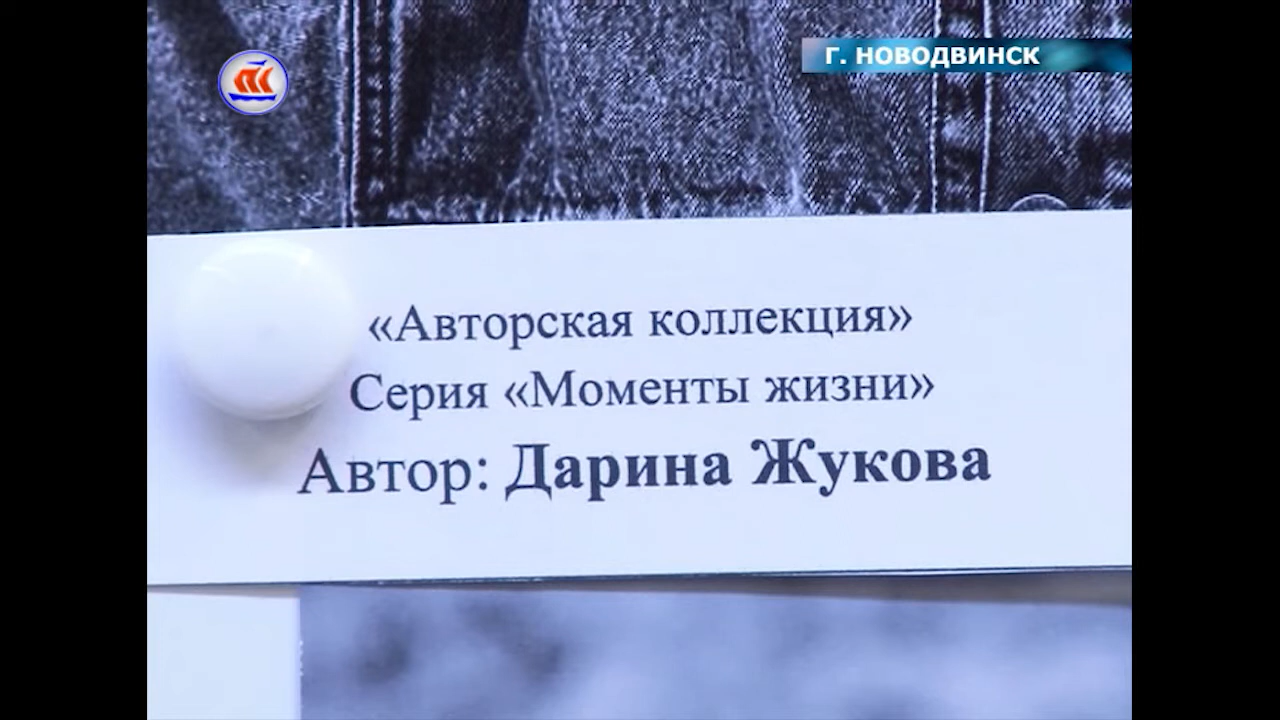 Г. НОВОДВИНСК
«Авторская коллекция»
Серия «Моменты жизни»
Автор: Дарина Жукова